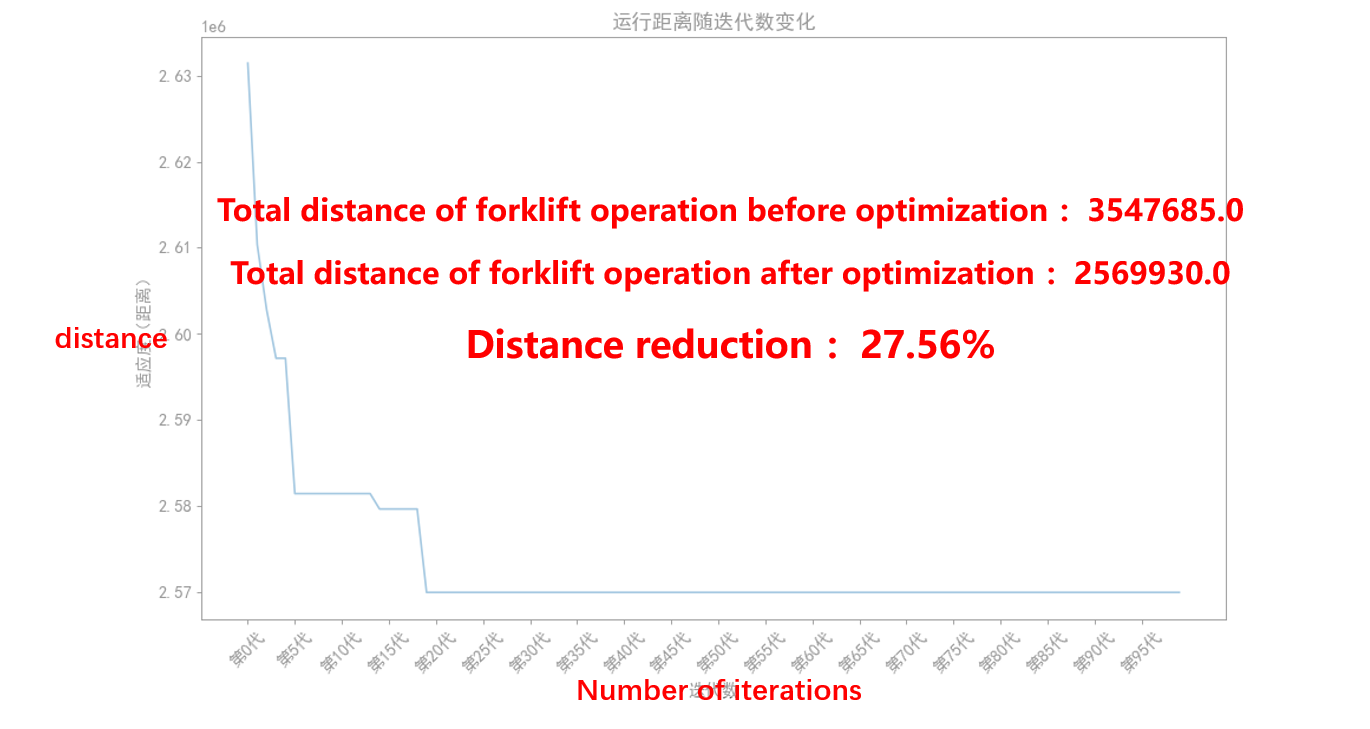 运行距离随迭代数变化
1e6
2.63
2.62
Total distance of forklift operation before optimization： 3547685.0
2.61
Total distance of forklift operation after optimization： 2569930.0
适应度（距离）
distance
2.60
Distance reduction： 27.56%
2.59
2.58
2.57
第0代 第5代 第10代 第15代 第20代 第25代 第30代 第35代 第40代 第45代 第50代 第55代 第60代 第65代 第70代 第75代 第80代 第85代 第90代 第95代
迭代数
Number of iterations